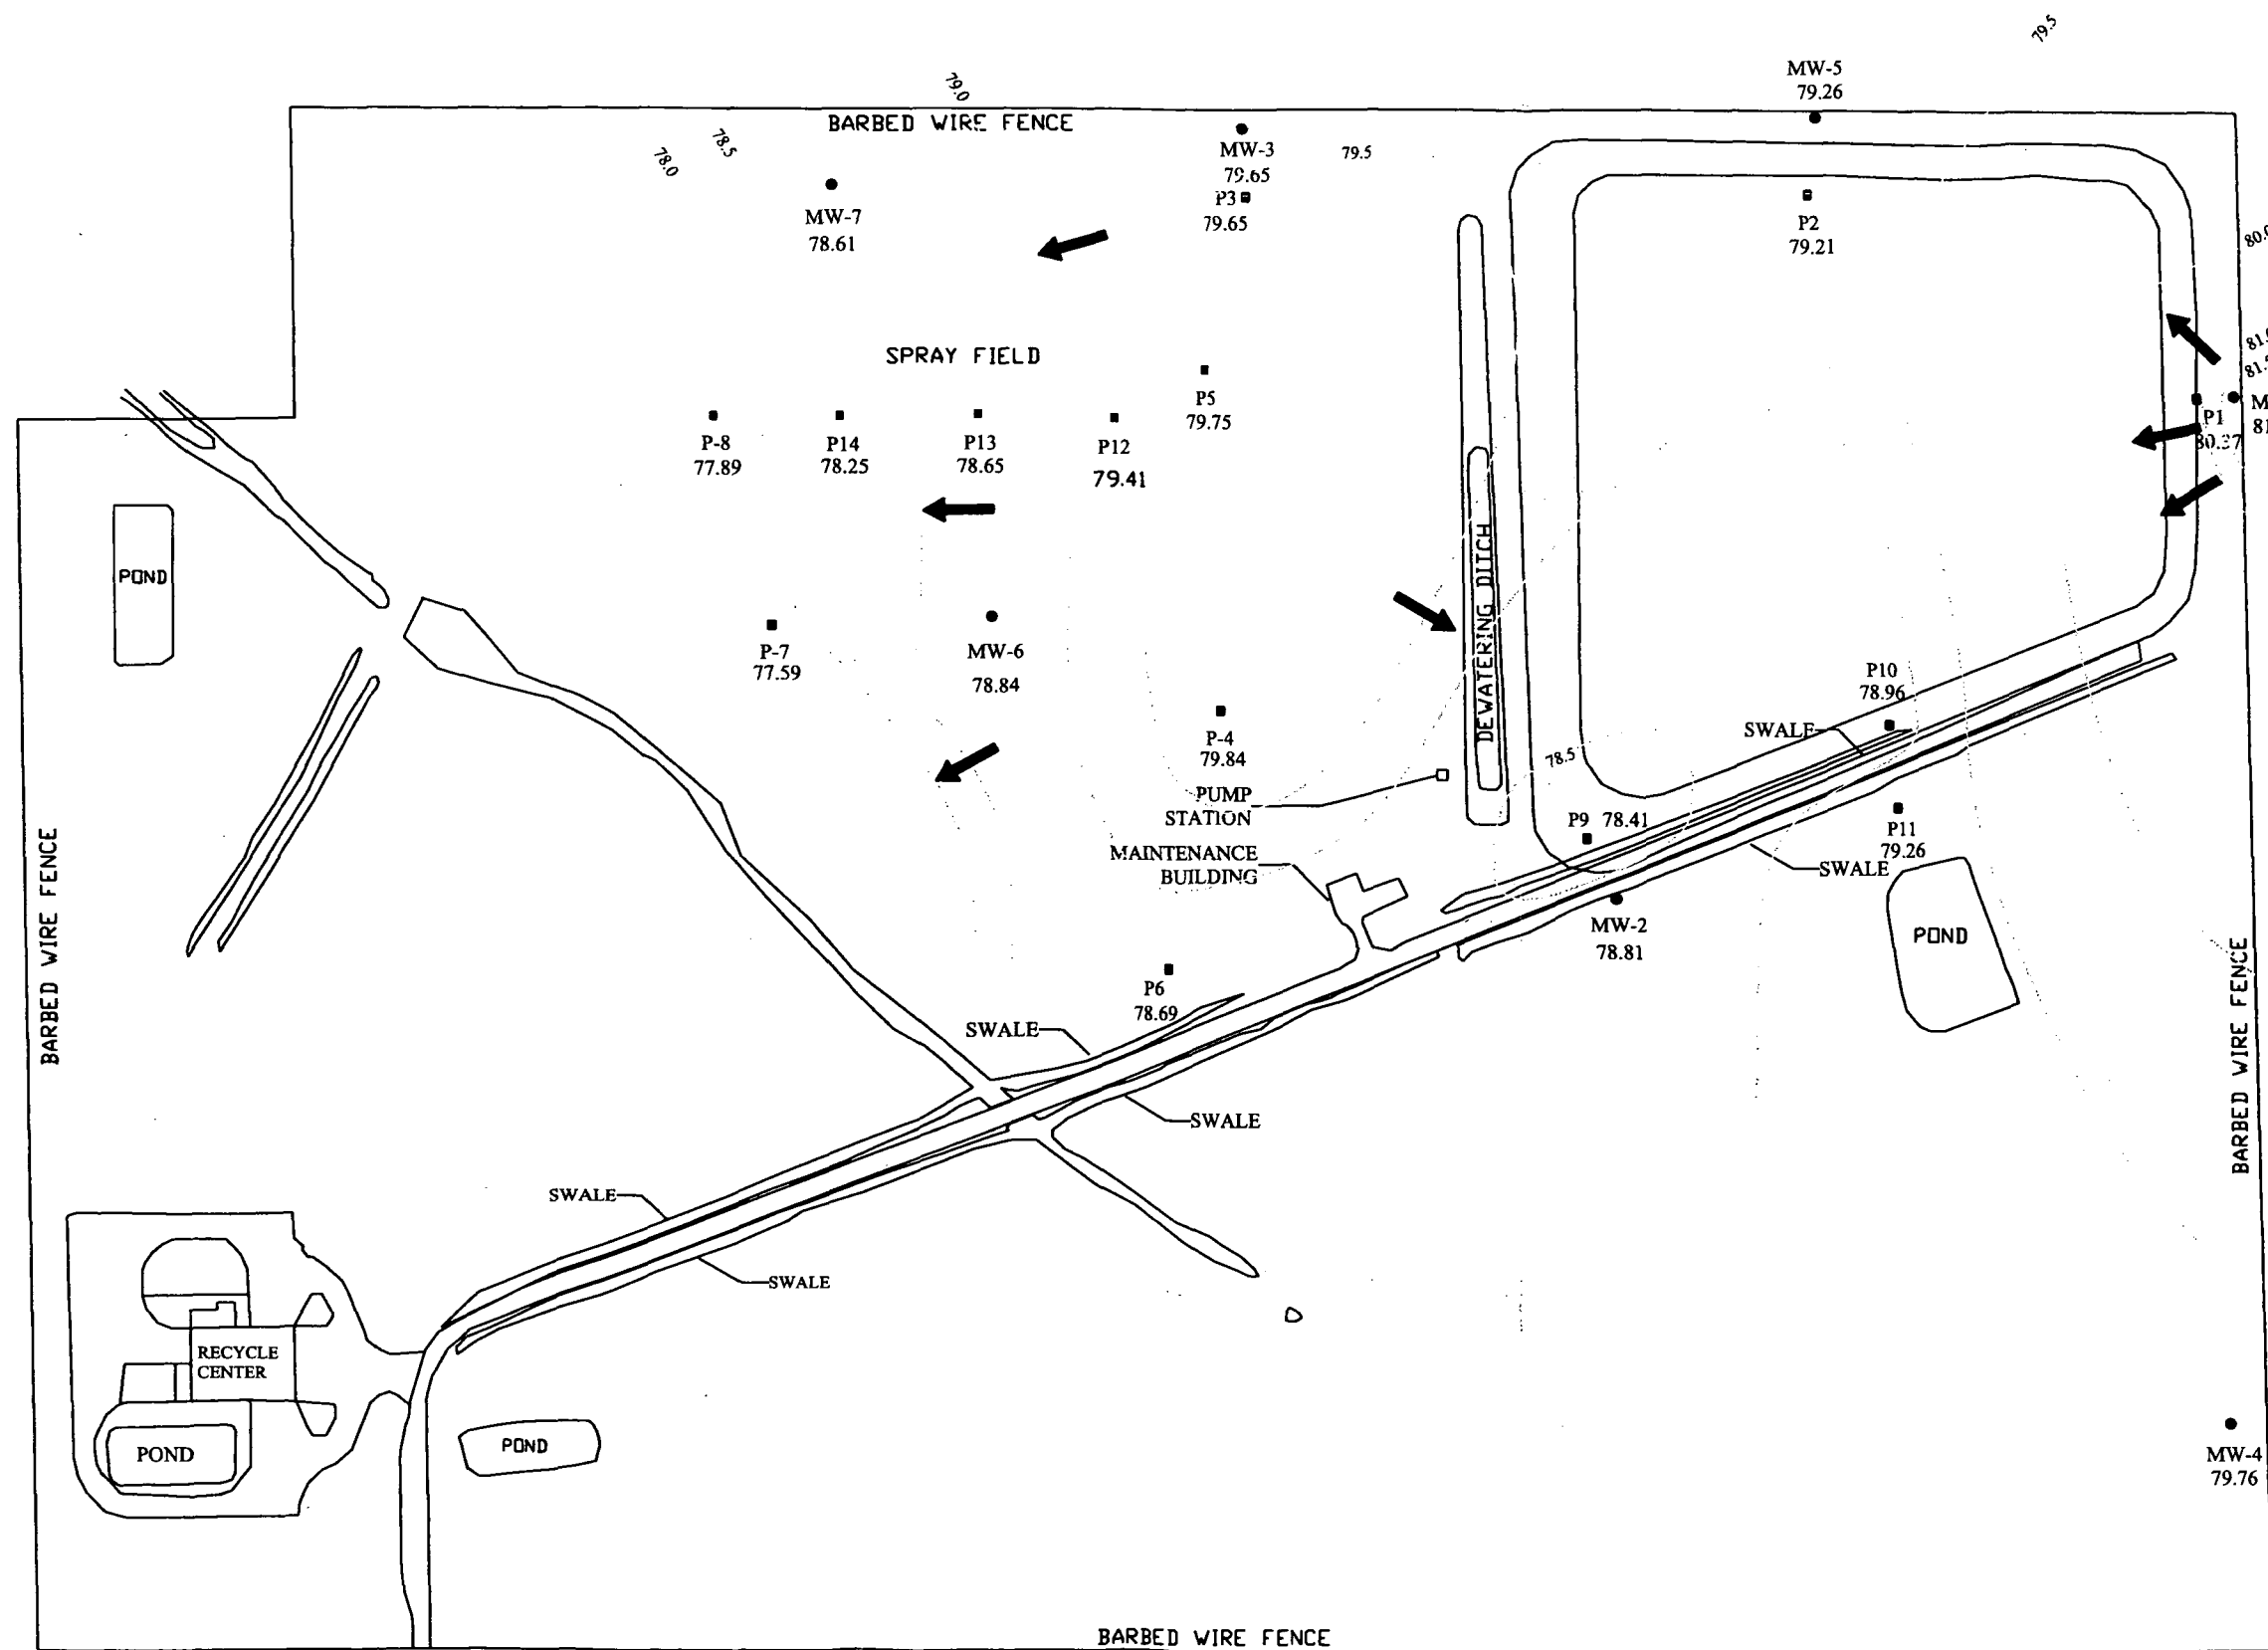 79.5
MW-5
79.26
79.0
BARBED WIRE FENCE
78.5
78.0
MW-3
79.65
79.5
P3
79.65
MW-7
78.61
P2
79.21
SPRAY FIELD
P5
79.75
P-8
77.89
P14
78.25
P13
78.65
P12
79.41
P1
80.37
POND
DEWATERING DITCH
P-7
77.59
MW-6
78.84
P-4
79.84
PUMP
STATION
P10
78.96
SWALE
78.5
P9 78.41
P11
79.26
SWALE
MAINTENANCE
BUILDING
MW-2
78.81
POND
BARBED WIRE FENCE
BARBED WIRE FENCE
P6
78.69
SWALE
SWALE
SWALE
SWALE
RECYCLE
CENTER
POND
POND
MW-4
79.76
BARBED WIRE FENCE